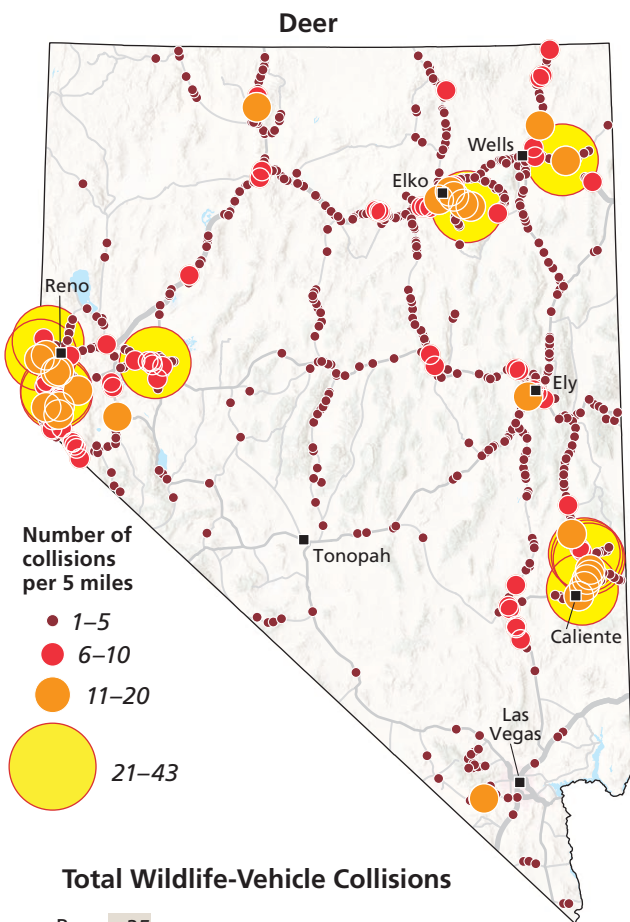 Deer
Wells
Elko
Reno
Ely
Number of
collisions
per 5 miles
1–5
6–10
11–20
21–43
Tonopah
Caliente
Las
Vegas
Total Wildlife-Vehicle Collisions